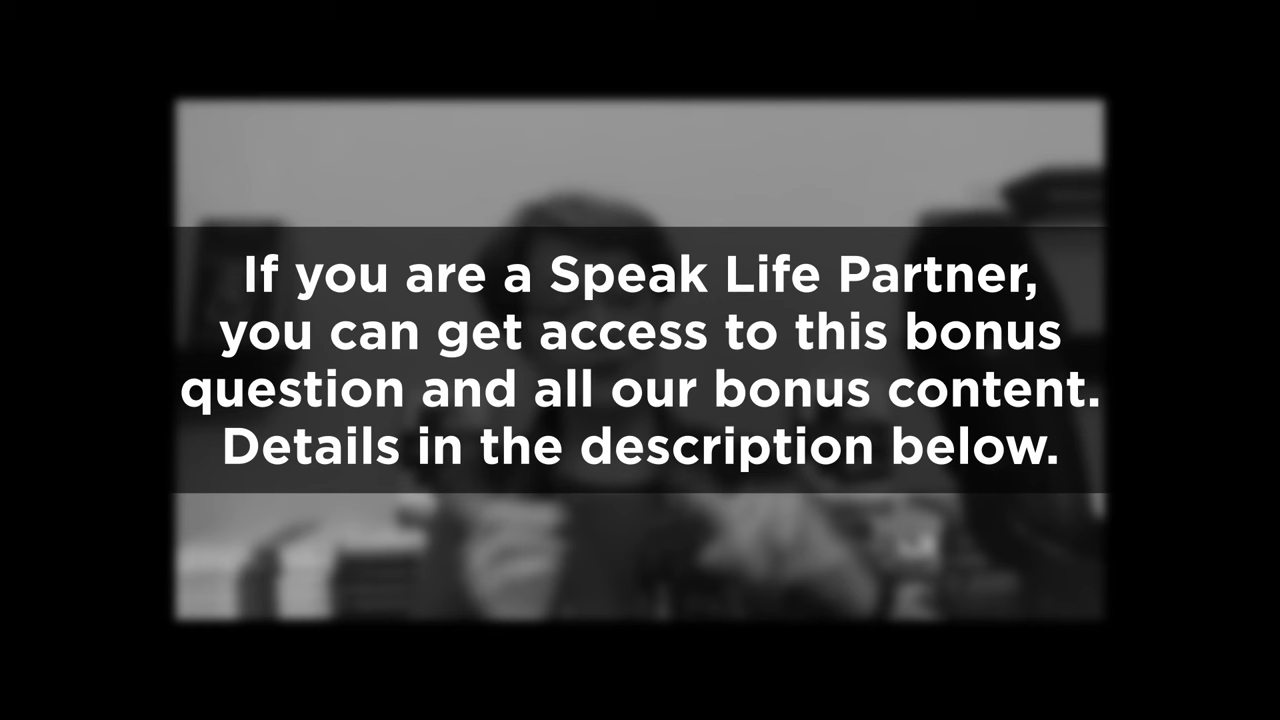 If you are a Speak Life Partner,
you can get access to this bonus
question and all our bonus content.
Details in the description below.